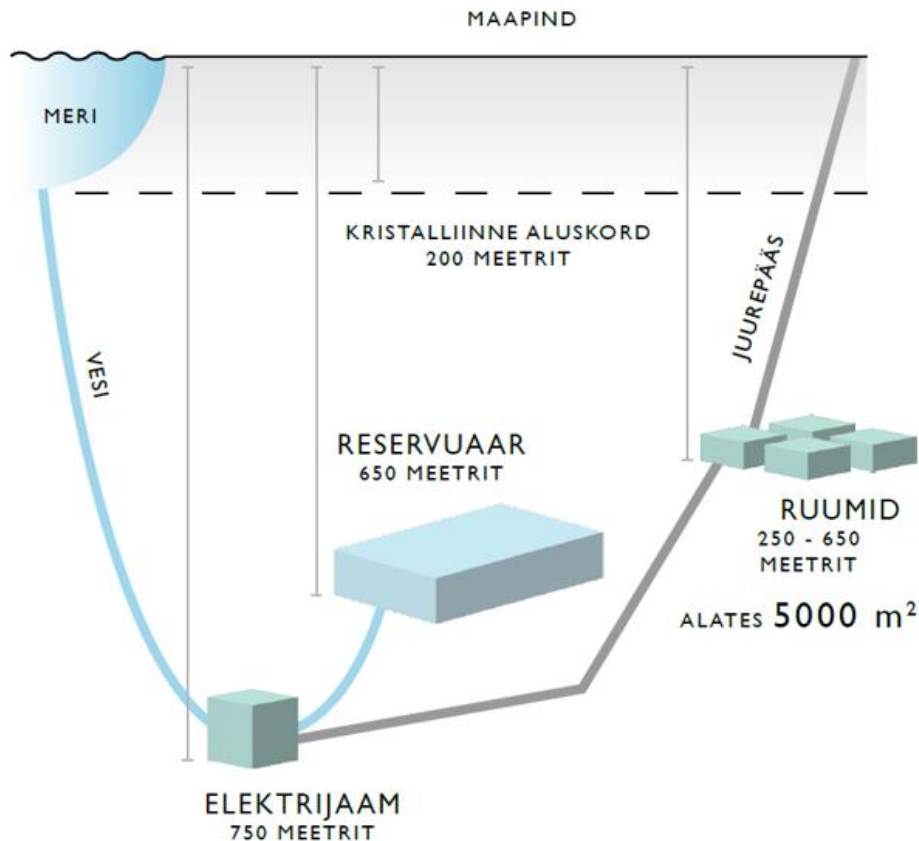 MAAPIND
MERI
KRISTALLIINNE ALUSKORD
200 MEETRIT
JUUREPÄÄS
VESI
RESERVUAAR
650 MEETRIT
RUUMID
250 - 650
MEETRIT
ALATES 5000 m²
ELEKTRIJAAM
750 MEETRIT